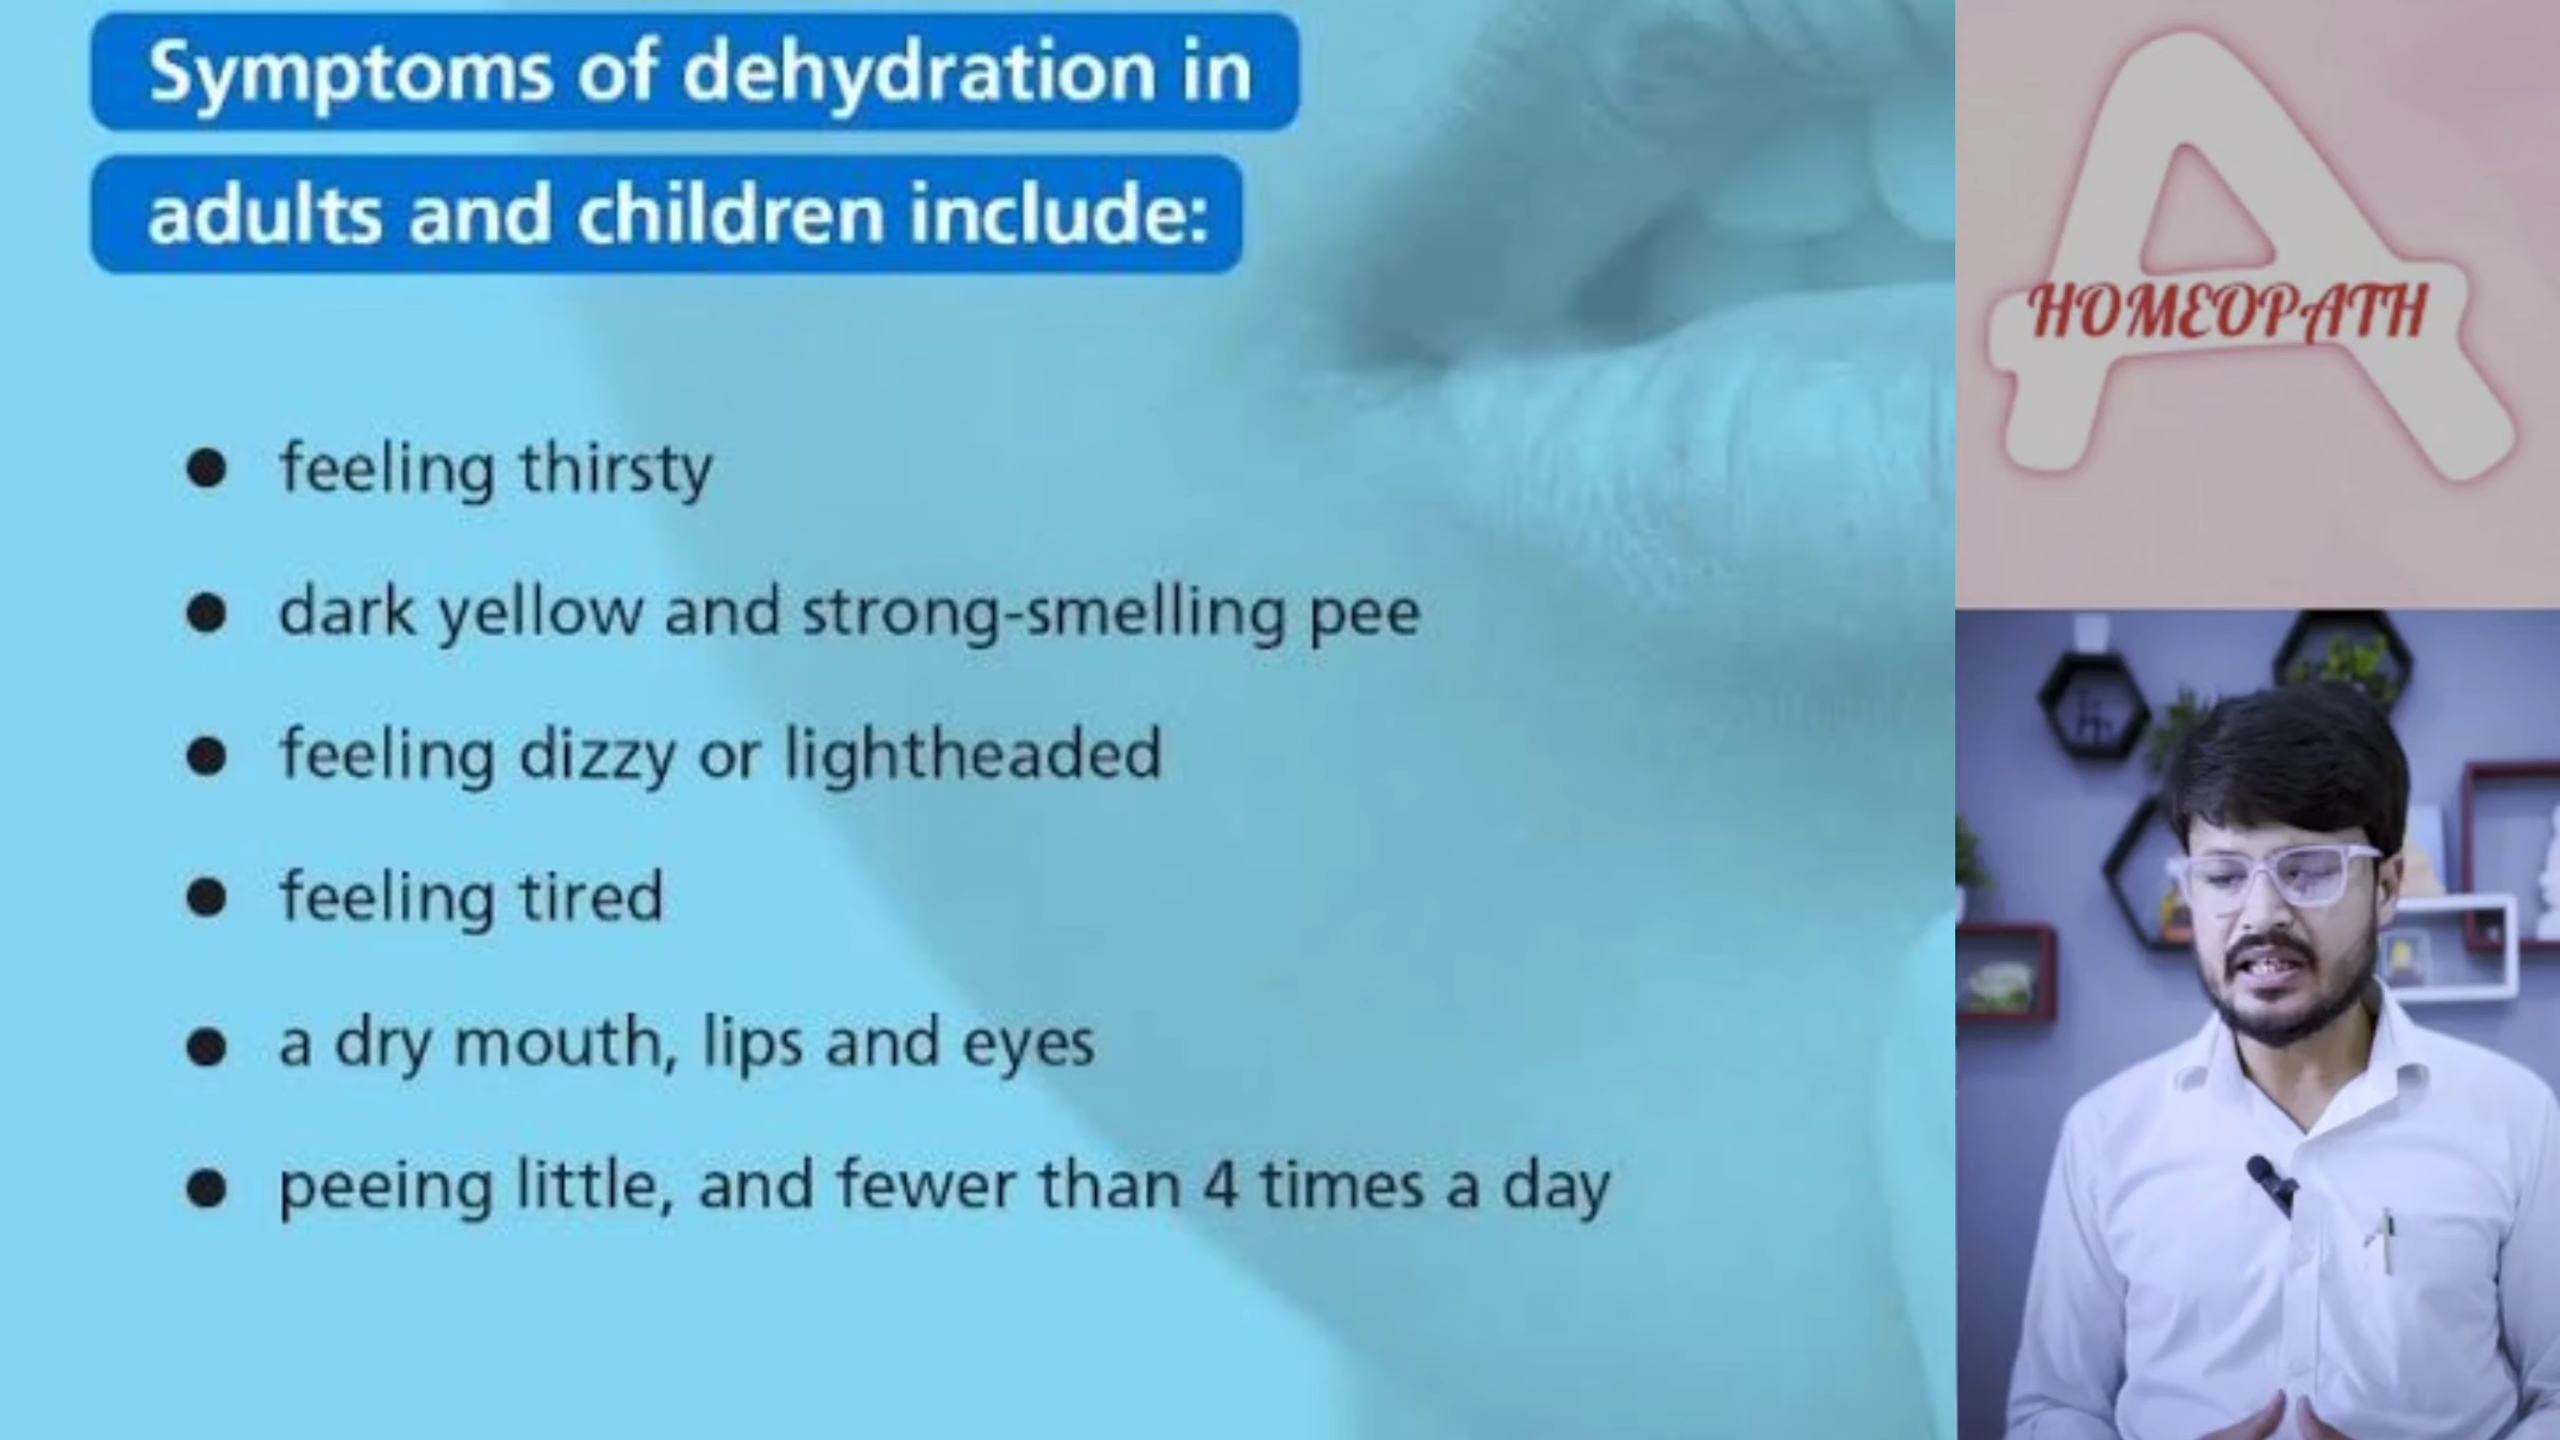 Symptoms of dehydration in
adults and children include:
● feeling thirsty
● dark yellow and strong-smelling pee
● feeling dizzy or lightheaded
● feeling tired
● a dry mouth, lips and eyes
● peeing little, and fewer than 4 times a day
A
HOMEOPATH